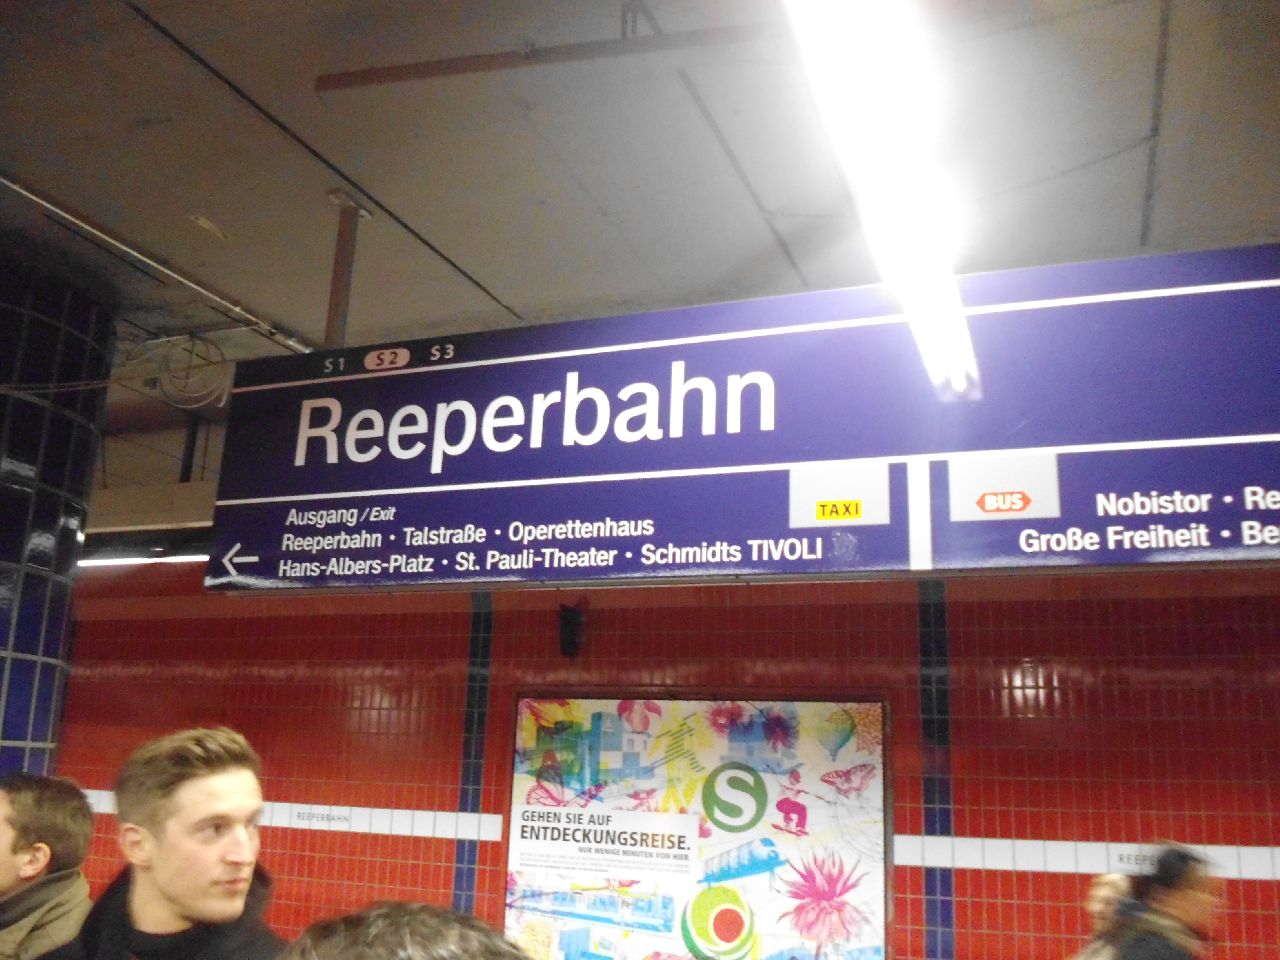 S1 S2 S3
Reeperbahn
Ausgang / Exit
Reeperbahn · Talstraße · Operettenhaus
Hans-Albers-Platz · St. Pauli-Theater · Schmidts TIVOLI
TAXI
BUS
Nobistor · Re
Große Freiheit · Be
S
GEHEN SIE AUF
ENTDECKUNGSREISE.
NUR WENIGE MINUTEN VON HIER.
REEPERBAHN
REEPE